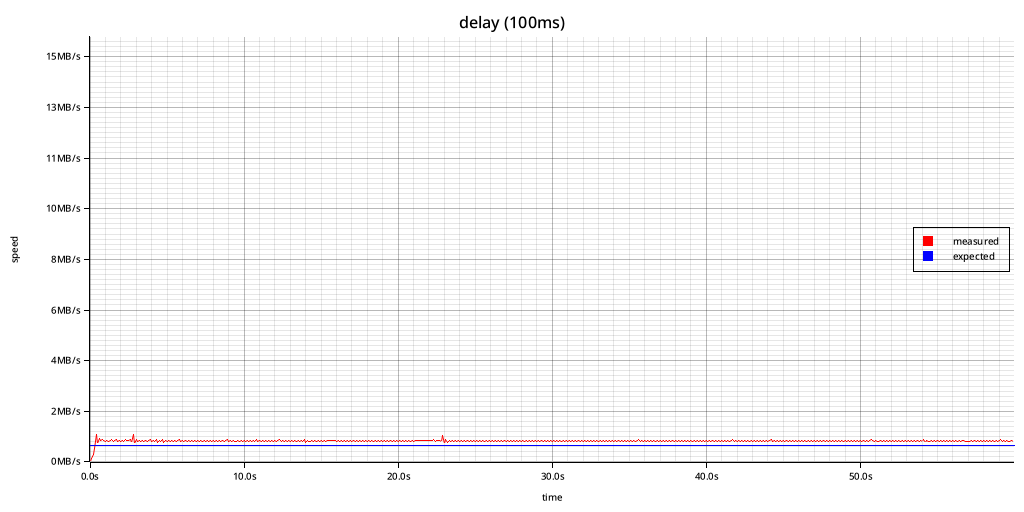 delay (100ms)
15MB/s
13MB/s
11MB/s
10MB/s
8MB/s
6MB/s
4MB/s
2MB/s
0MB/s
speed
measured
expected
0.0s
10.0s
20.0s
30.0s
40.0s
50.0s
time